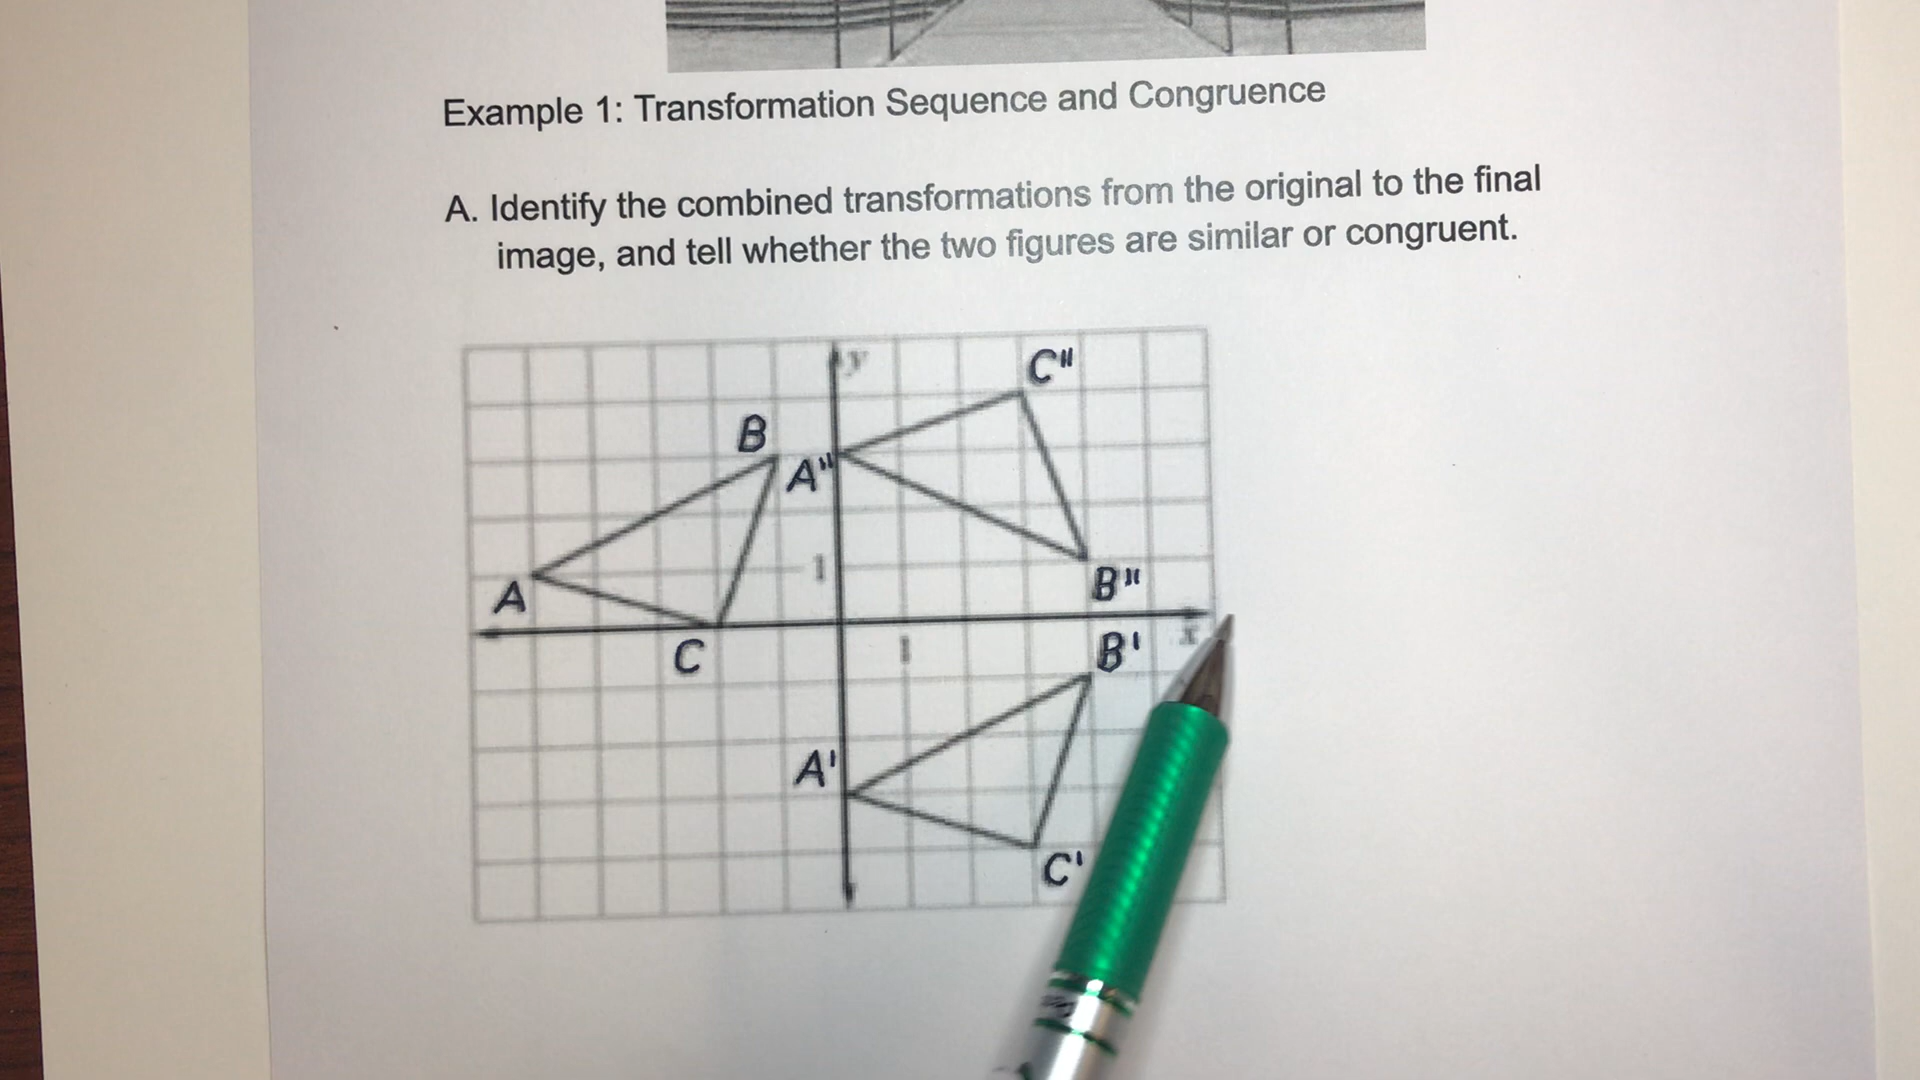 Example 1: Transformation Sequence and Congruence
A. Identify the combined transformations from the original to the final
image, and tell whether the two figures are similar or congruent.
y
C"
B
A"
1
A
B"
x
C
1
B'
A'
C'